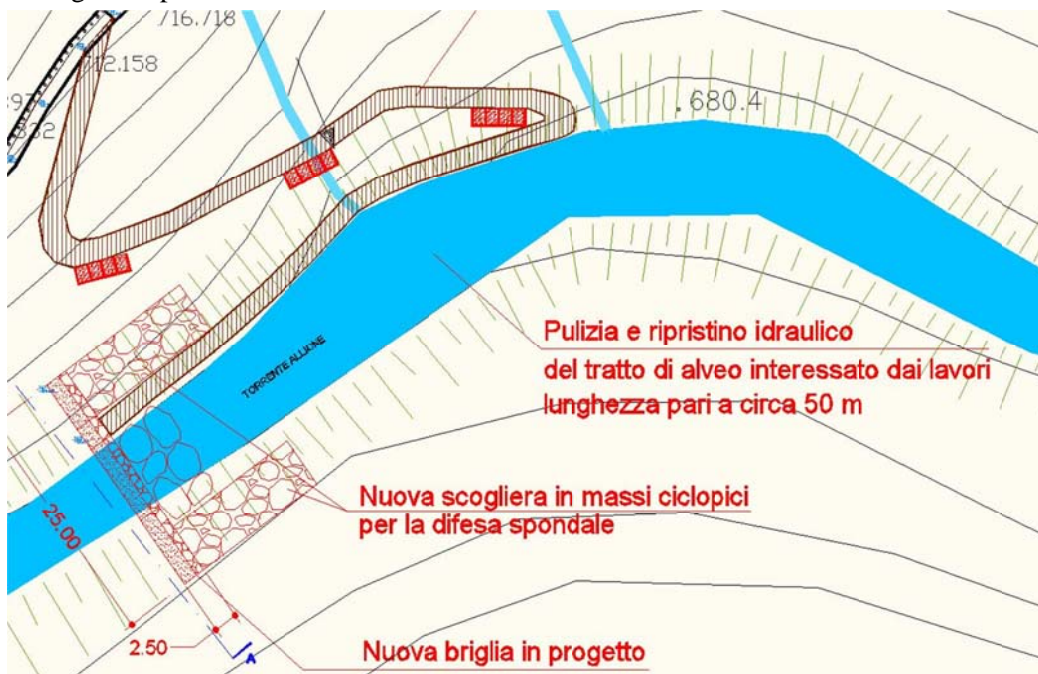 716.718
712.158
680.4
Pulizia e ripristino idraulico
del tratto di alveo interessato dai lavori
lunghezza pari a circa 50 m
TORRENTE ALLIONE
Nuova scogliera in massi ciclopici
per la difesa spondale
25.00
2.50
A
Nuova briglia in progetto